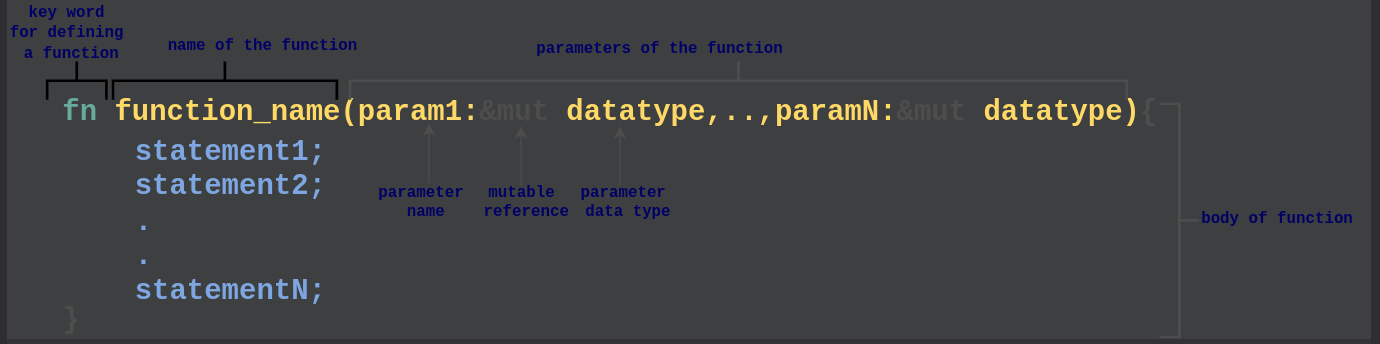 key word
for defining
a function
name of the function
parameters of the function
fn function_name(param1:&mut datatype,..,paramN:&mut datatype){
statement1;
statement2;
.
.
statementN;
}
parameter
name
mutable
reference
parameter
data type
body of function